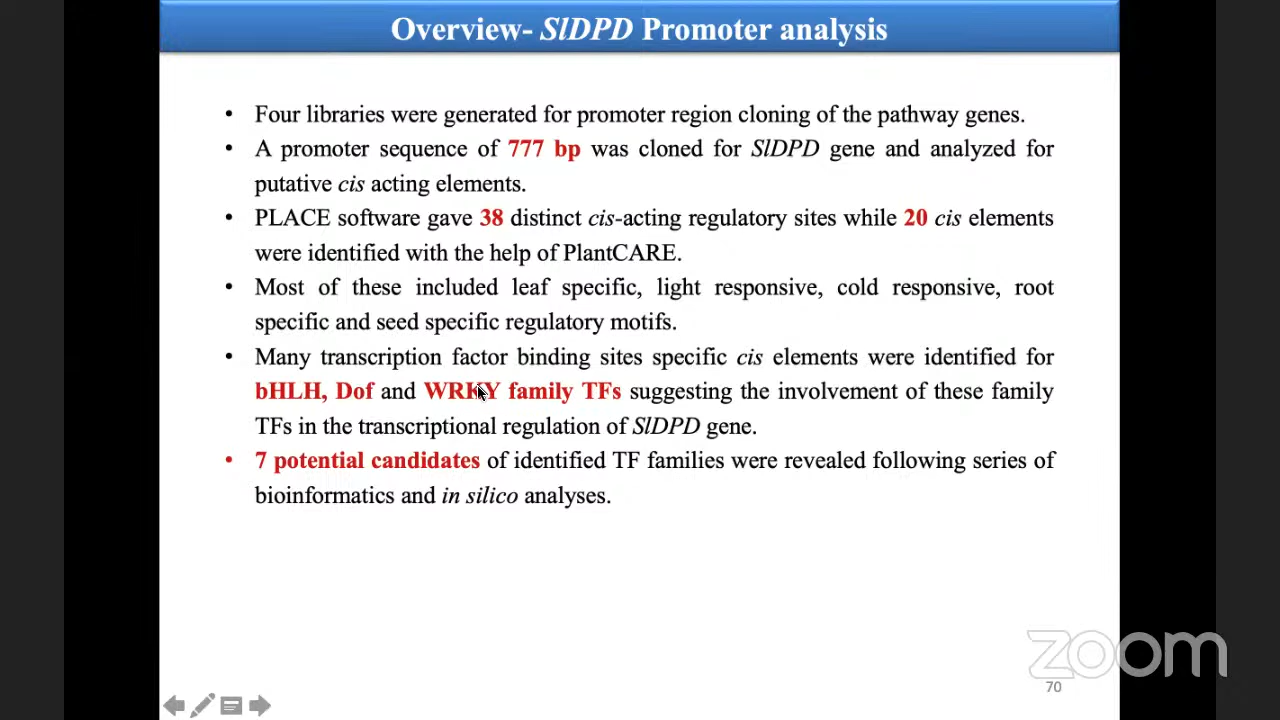 Overview- SlDPD Promoter analysis
• Four libraries were generated for promoter region cloning of the pathway genes.
• A promoter sequence of 777 bp was cloned for SlDPD gene and analyzed for
putative cis acting elements.
• PLACE software gave 38 distinct cis-acting regulatory sites while 20 cis elements
were identified with the help of PlantCARE.
• Most of these included leaf specific, light responsive, cold responsive, root
specific and seed specific regulatory motifs.
• Many transcription factor binding sites specific cis elements were identified for
bHLH, Dof and WRKY family TFs suggesting the involvement of these family
TFs in the transcriptional regulation of SlDPD gene.
• 7 potential candidates of identified TF families were revealed following series of
bioinformatics and in silico analyses.
zoom
70